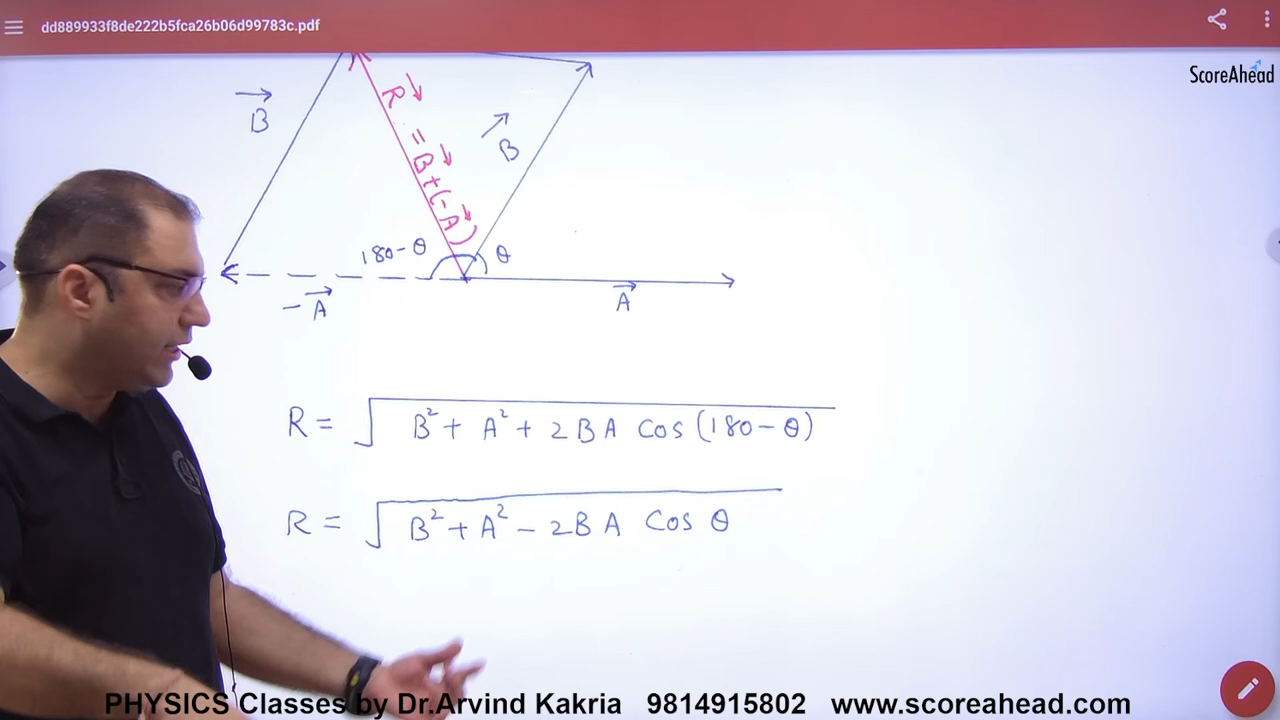 dd889933f8de222b5fca26b06d99783c.pdf
ScoreAhead
B⃗
R⃗ = B⃗ + (-A⃗)
B⃗
180-θ
θ
-A⃗
A⃗
R = √(B² + A² + 2BA Cos (180-θ))
R = √(B² + A² - 2BA Cos θ)
PHYSICS Classes by Dr.Arvind Kakria 9814915802 www.scoreahead.com